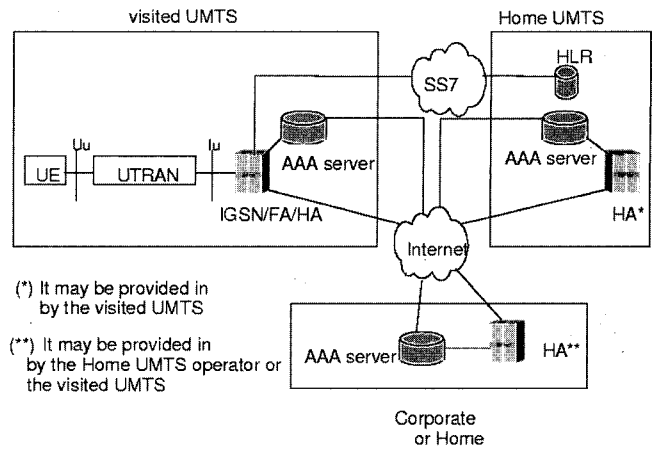 visited UMTS
Home UMTS
HLR
SS7
Uu
Iu
AAA server
AAA server
UE
UTRAN
IGSN/FA/HA
HA*
Internet
(*) It may be provided in
by the visited UMTS
(**) It may be provided in
by the Home UMTS operator or
the visited UMTS
AAA server
HA**
Corporate
or Home